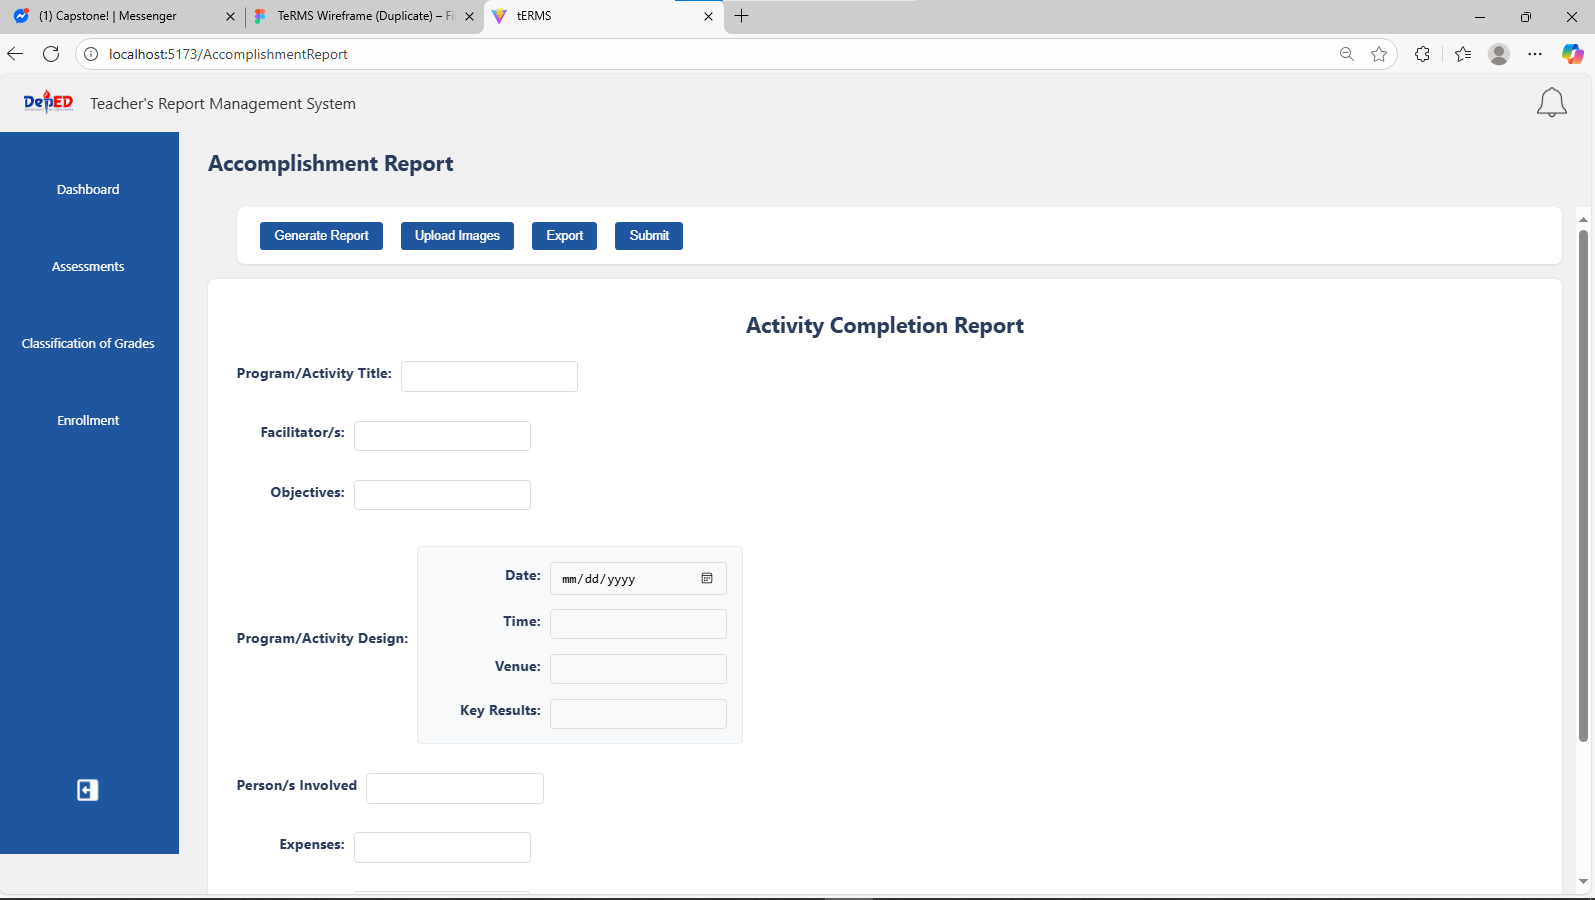 (1) Capstone! | Messenger
TeRMS Wireframe (Duplicate) – Fi
tERMS
localhost:5173/AccomplishmentReport
DepED
Teacher's Report Management System
Dashboard
Assessments
Classification of Grades
Enrollment
Accomplishment Report
Generate Report
Upload Images
Export
Submit
Activity Completion Report
Program/Activity Title:
Facilitator/s:
Objectives:
Program/Activity Design:
Date:
mm/dd/yyyy
Time:
Venue:
Key Results:
Person/s Involved
Expenses: